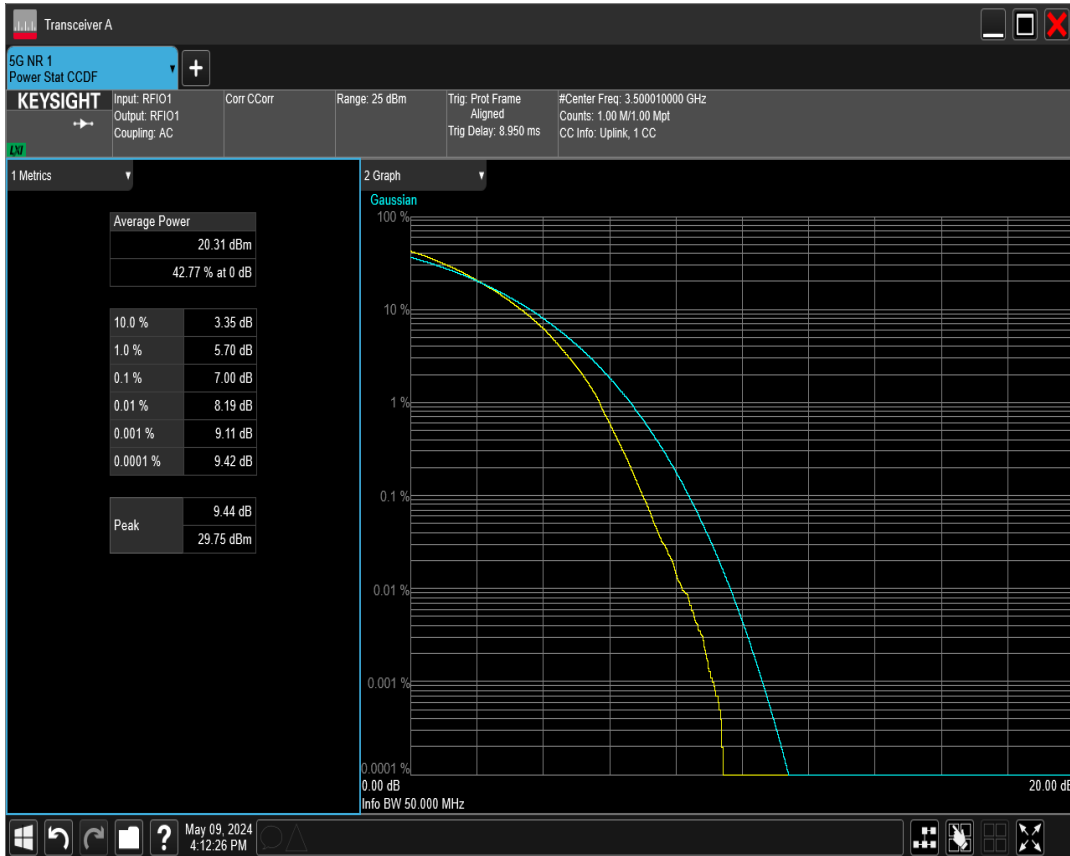 Transceiver A
5G NR 1
Power Stat CCDF
KEYSIGHT
LXI
Input: RFIO1
Output: RFIO1
Coupling: AC
Corr CCorr
Range: 25 dBm
Trig: Prot Frame
Aligned
Trig Delay: 8.950 ms
#Center Freq: 3.500010000 GHz
Counts: 1.00 M/1.00 Mpt
CC Info: Uplink, 1 CC
1 Metrics
Average Power
20.31 dBm
42.77 % at 0 dB
10.0 % 3.35 dB
1.0 % 5.70 dB
0.1 % 7.00 dB
0.01 % 8.19 dB
0.001 % 9.11 dB
0.0001 % 9.42 dB
Peak
9.44 dB
29.75 dBm
2 Graph
Gaussian
100 %
10 %
1 %
0.1 %
0.01 %
0.001 %
0.0001 %
0.00 dB 20.00 dB
Info BW 50.000 MHz
May 09, 2024
4:12:26 PM